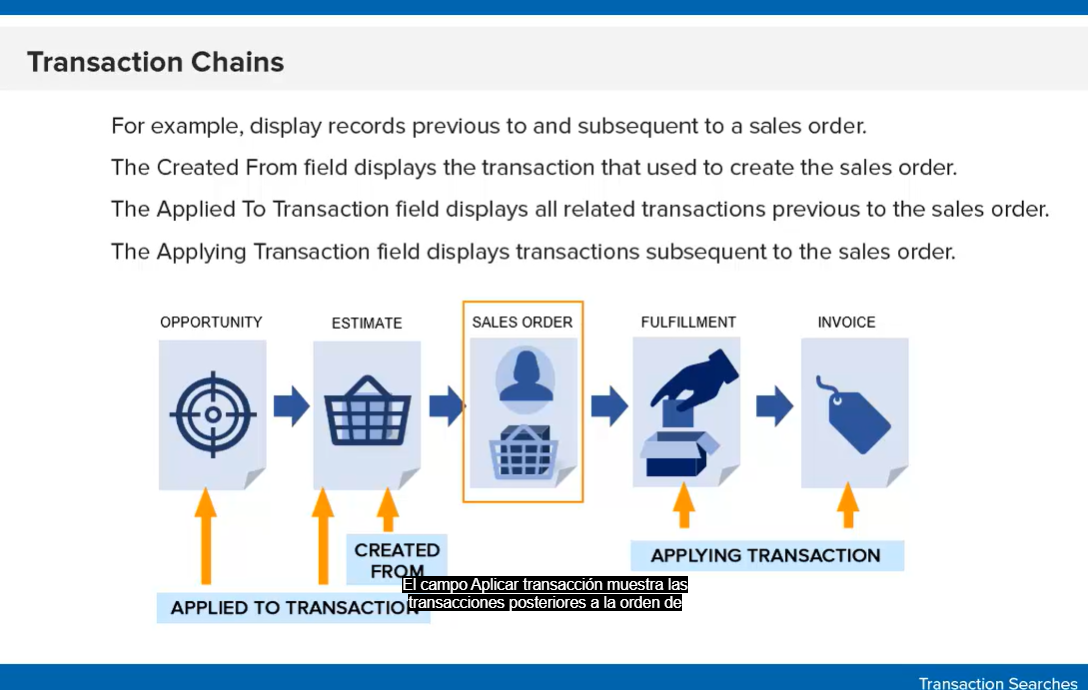 Transaction Chains
For example, display records previous to and subsequent to a sales order.
The Created From field displays the transaction that used to create the sales order.
The Applied To Transaction field displays all related transactions previous to the sales order.
The Applying Transaction field displays transactions subsequent to the sales order.
OPPORTUNITY
ESTIMATE
SALES ORDER
FULFILLMENT
INVOICE
CREATED
FROM
APPLYING TRANSACTION
APPLIED TO TRANSACTION
El campo Aplicar transacción muestra las
transacciones posteriores a la orden de
Transaction Searches